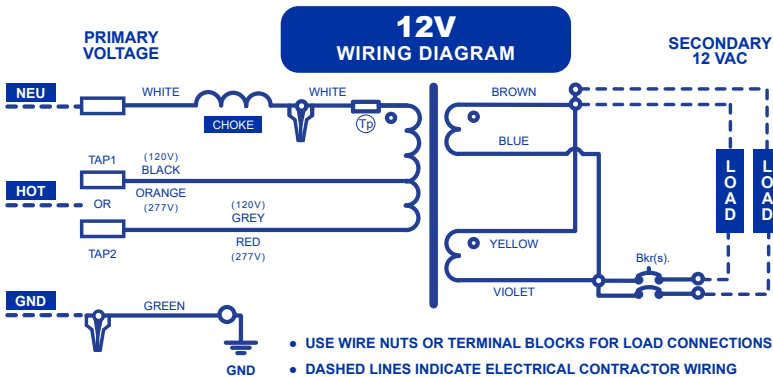 12V
WIRING DIAGRAM
PRIMARY
VOLTAGE
SECONDARY
12 VAC
NEU
WHITE
CHOKE
WHITE
Tp
BROWN
BLUE
TAP1
(120V)
BLACK
HOT
OR
ORANGE
(277V)
(120V)
GREY
TAP2
RED
(277V)
YELLOW
VIOLET
Bkr(s).
LOAD
LOAD
GND
GREEN
GND
● USE WIRE NUTS OR TERMINAL BLOCKS FOR LOAD CONNECTIONS
● DASHED LINES INDICATE ELECTRICAL CONTRACTOR WIRING